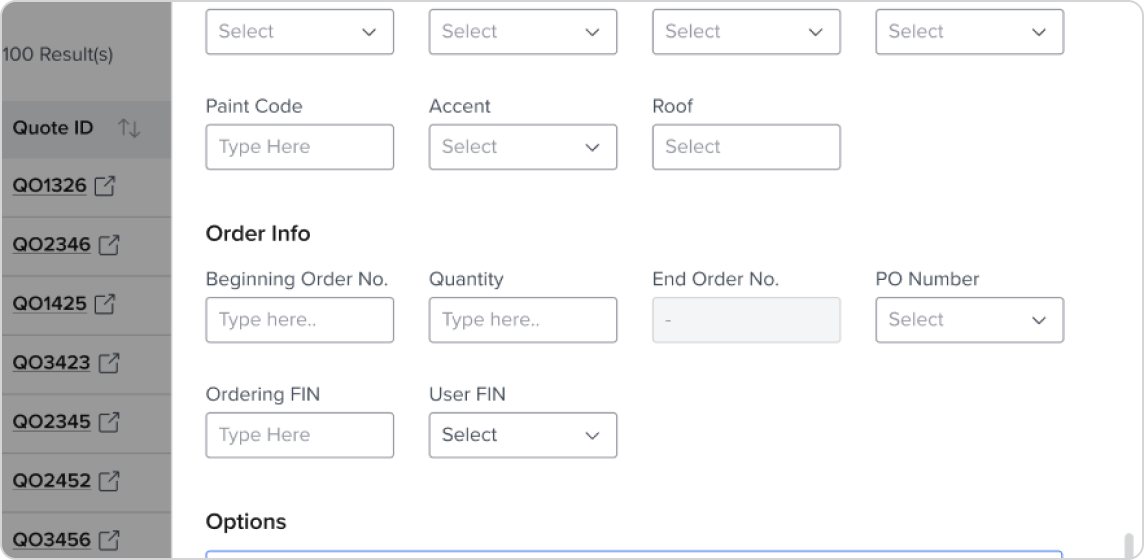 Select Select Select Select
100 Result(s)
Paint Code Accent Roof
Quote ID
Type Here Select Select
QO1326
Order Info
QO2346
Beginning Order No. Quantity End Order No. PO Number
QO1425
Type here.. Type here.. - Select
QO3423
Ordering FIN User FIN
QO2345
Type Here Select
QO2452
Options
QO3456